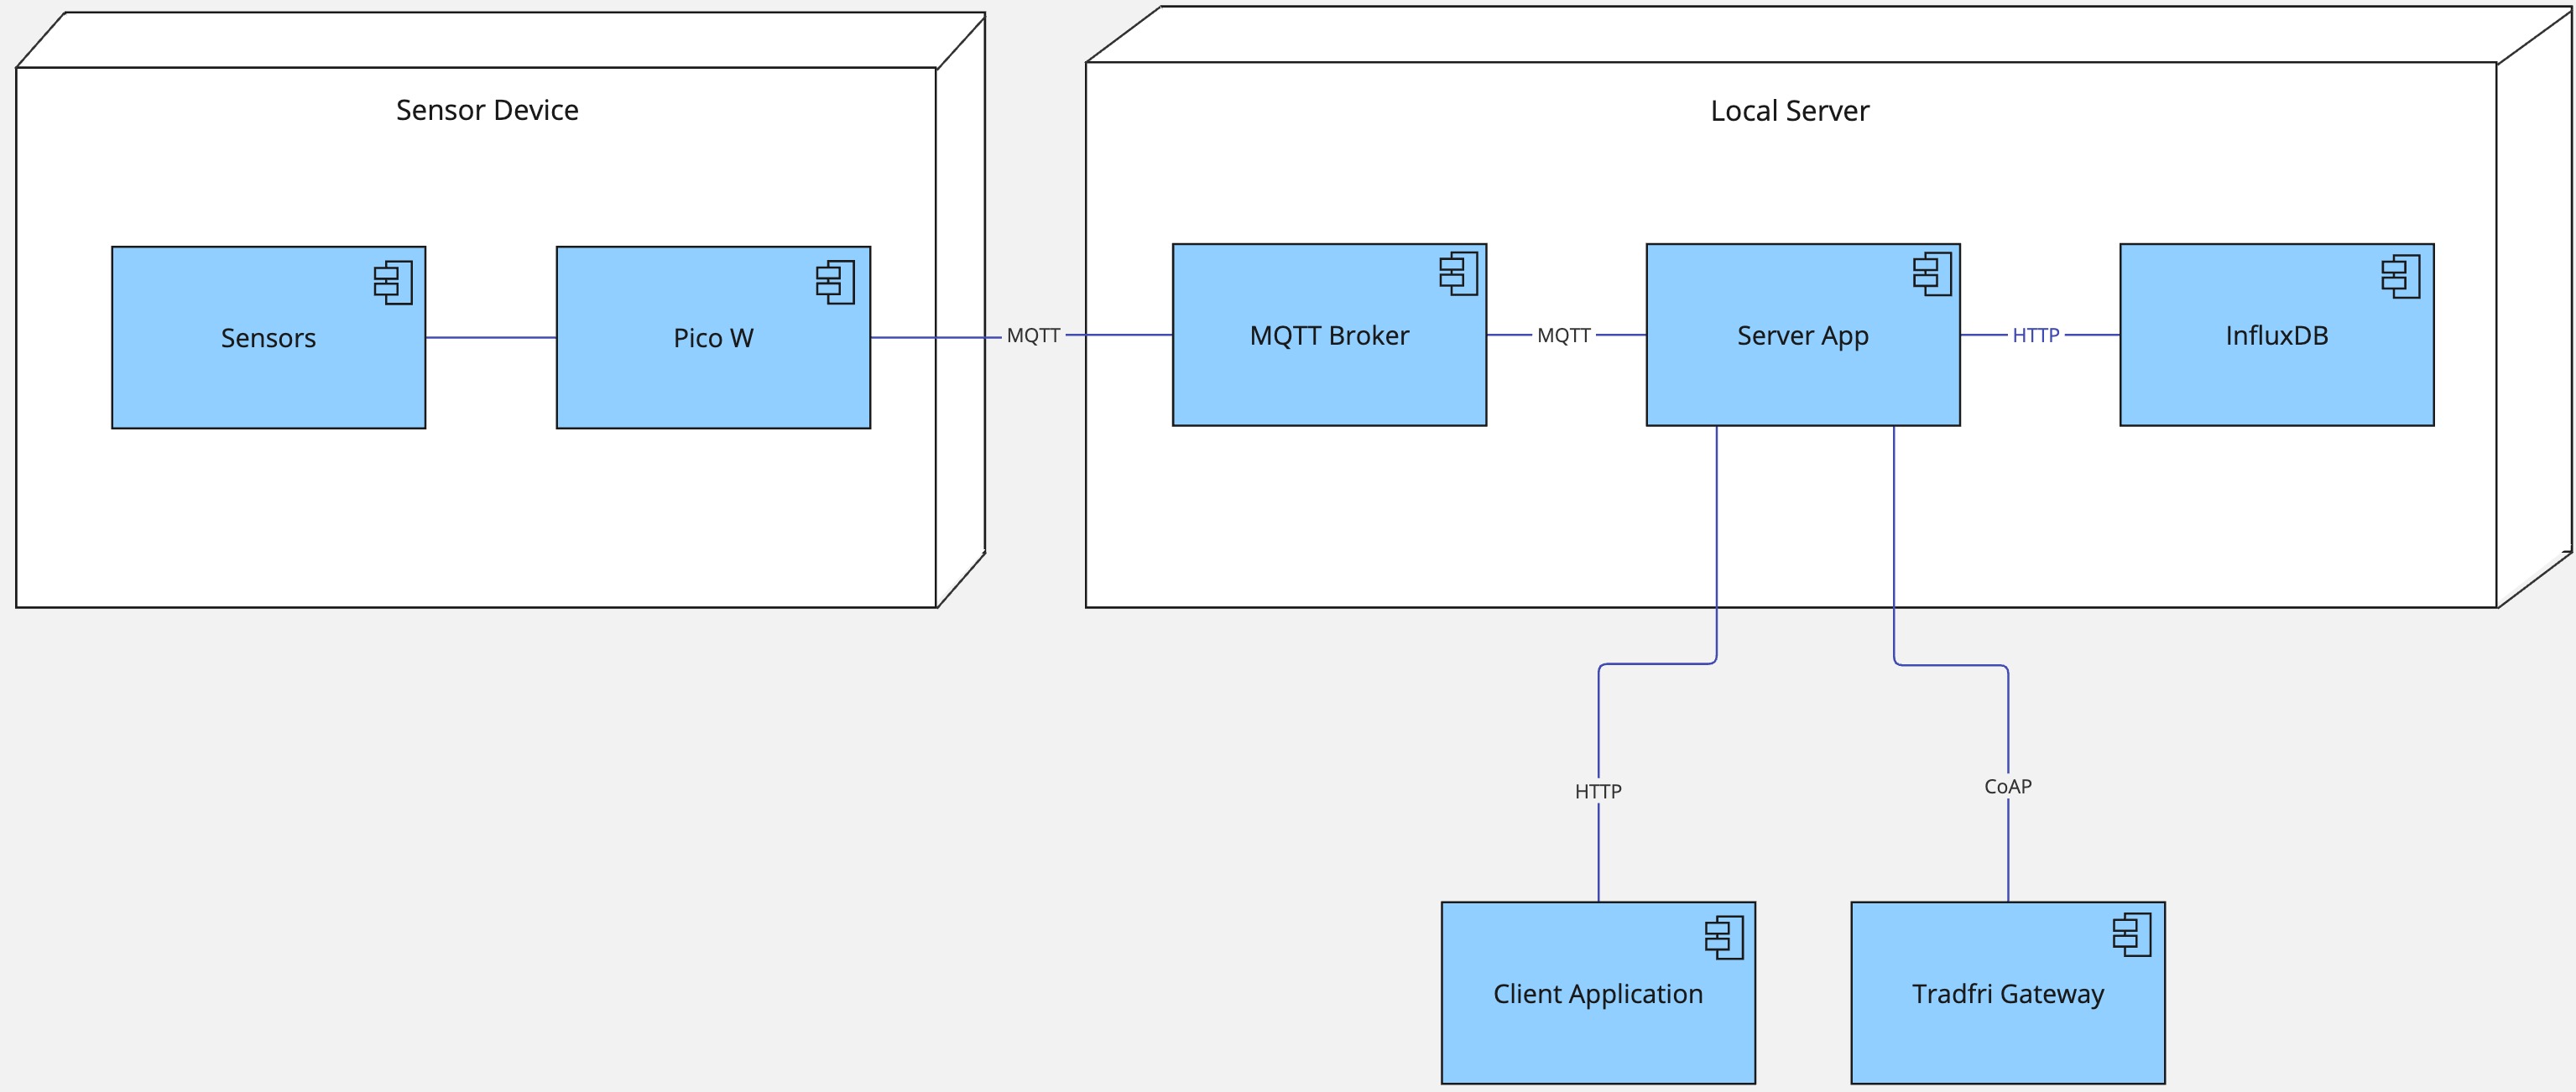 Sensor Device
Local Server
Sensors
Pico W
MQTT
MQTT Broker
MQTT
Server App
HTTP
InfluxDB
HTTP
CoAP
Client Application
Tradfri Gateway